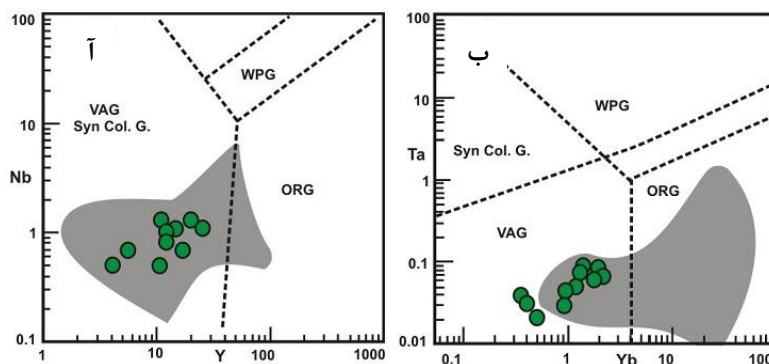 آ
100
10
Nb
1
0.1
1
10
Y
100
1000
VAG
Syn Col. G.
WPG
ORG
ب
100
10
Ta
1
0.10
0.01
0.1
1
Yb
10
100
WPG
Syn Col. G.
ORG
VAG